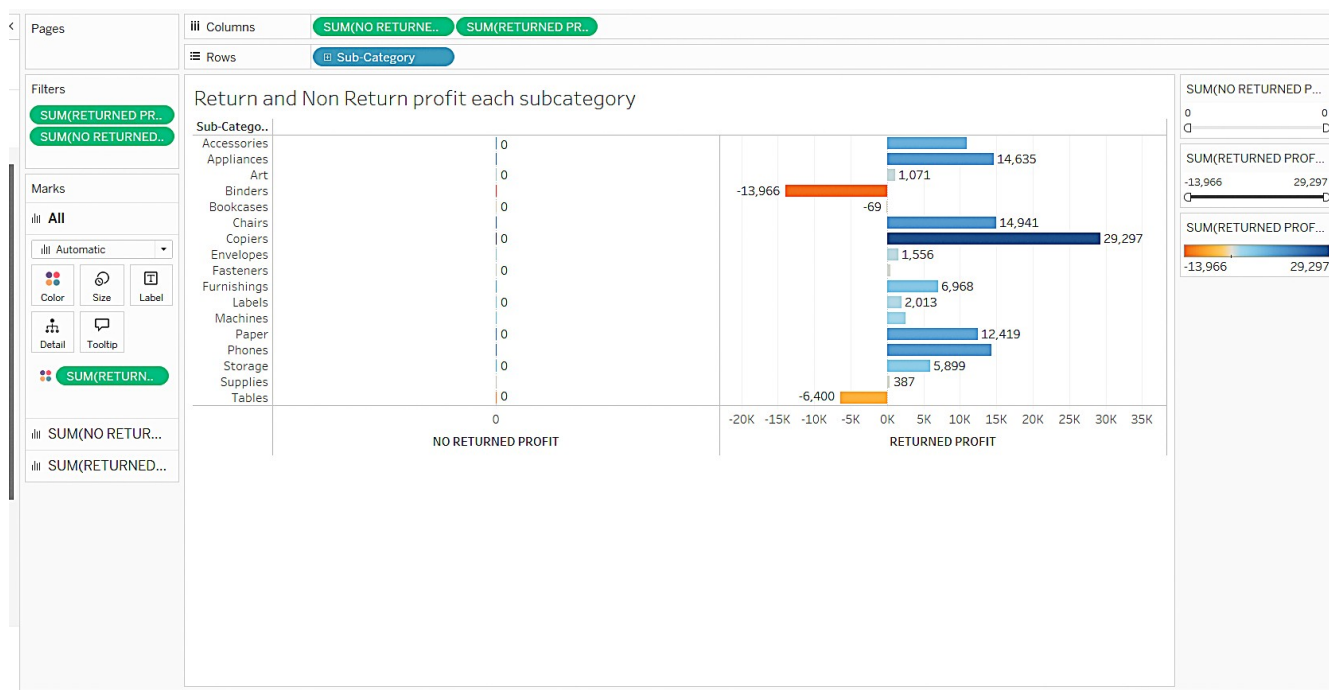 Pages
Columns
SUM(NO RETURNE..
SUM(RETURNED PR..
Rows
Sub-Category
Filters
SUM(RETURNED PR..
SUM(NO RETURNED..
Marks
All
Automatic
Color Size Label
Detail Tooltip
SUM(RETURN..
SUM(NO RETUR...
SUM(RETURNED...
Return and Non Return profit each subcategory
Sub-Catego..
Accessories 0
Appliances 14,635
Art 0 1,071
Binders -13,966
Bookcases 0 -69
Chairs 14,941
Copiers 0 29,297
Envelopes 1,556
Fasteners 0
Furnishings 6,968
Labels 0 2,013
Machines
Paper 0 12,419
Phones
Storage 0 5,899
Supplies 387
Tables 0 -6,400
0 -20K -15K -10K -5K 0K 5K 10K 15K 20K 25K 30K 35K
NO RETURNED PROFIT RETURNED PROFIT
SUM(NO RETURNED P...
0 0
SUM(RETURNED PROF...
-13,966 29,297
SUM(RETURNED PROF...
-13,966 29,297